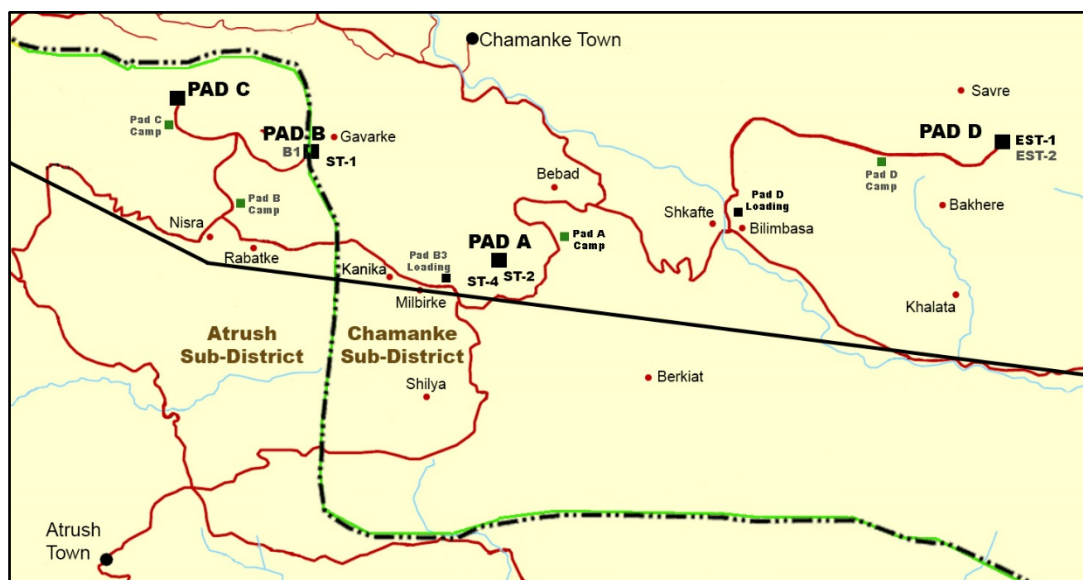 Chamanke Town
PAD C
Pad C
Camp
PAD B
B1
ST-1
Gavarke
Savre
PAD D
EST-1
EST-2
Pad D
Camp
Bebad
Pad B
Camp
Nisra
Rabatke
Shkafte
Pad D
Loading
Bilimbasa
Bakhere
PAD A
ST-4
ST-2
Pad A
Camp
Kanika
Pad B3
Loading
Milbirke
Khalata
Atrush
Sub-District
Chamanke
Sub-District
Shilya
Berkiat
Atrush
Town